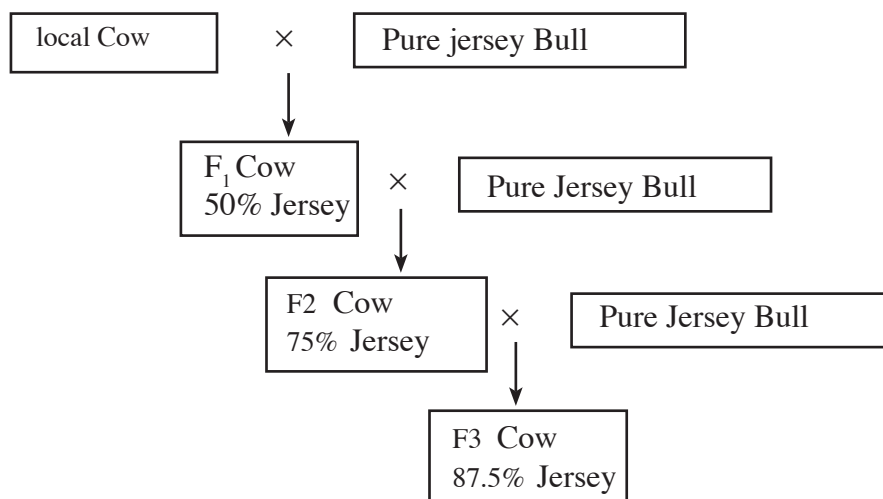 local Cow × Pure jersey Bull
F₁ Cow × Pure Jersey Bull
50% Jersey
F2 Cow × Pure Jersey Bull
75% Jersey
F3 Cow
87.5% Jersey